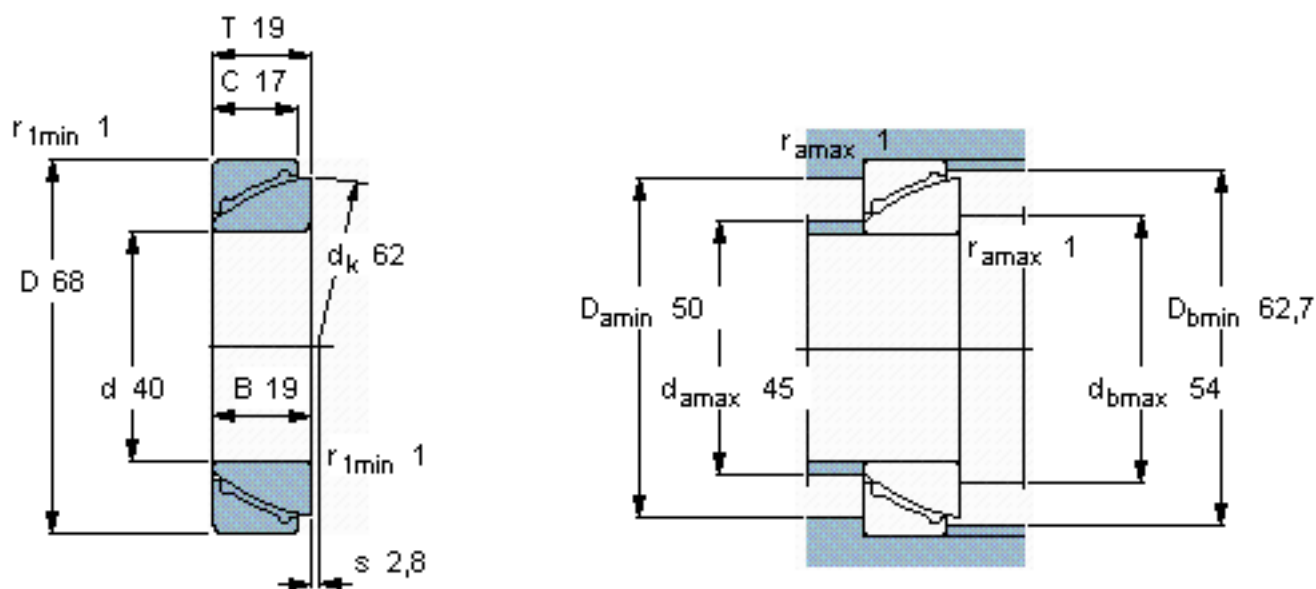 T 19
C 17
r1min 1
D 68
dk 62
d 40
B 19
r1min 1
s 2,8
ramax 1
ramax 1
Damin 50
Dbmin 62,7
damax 45
dbmax 54